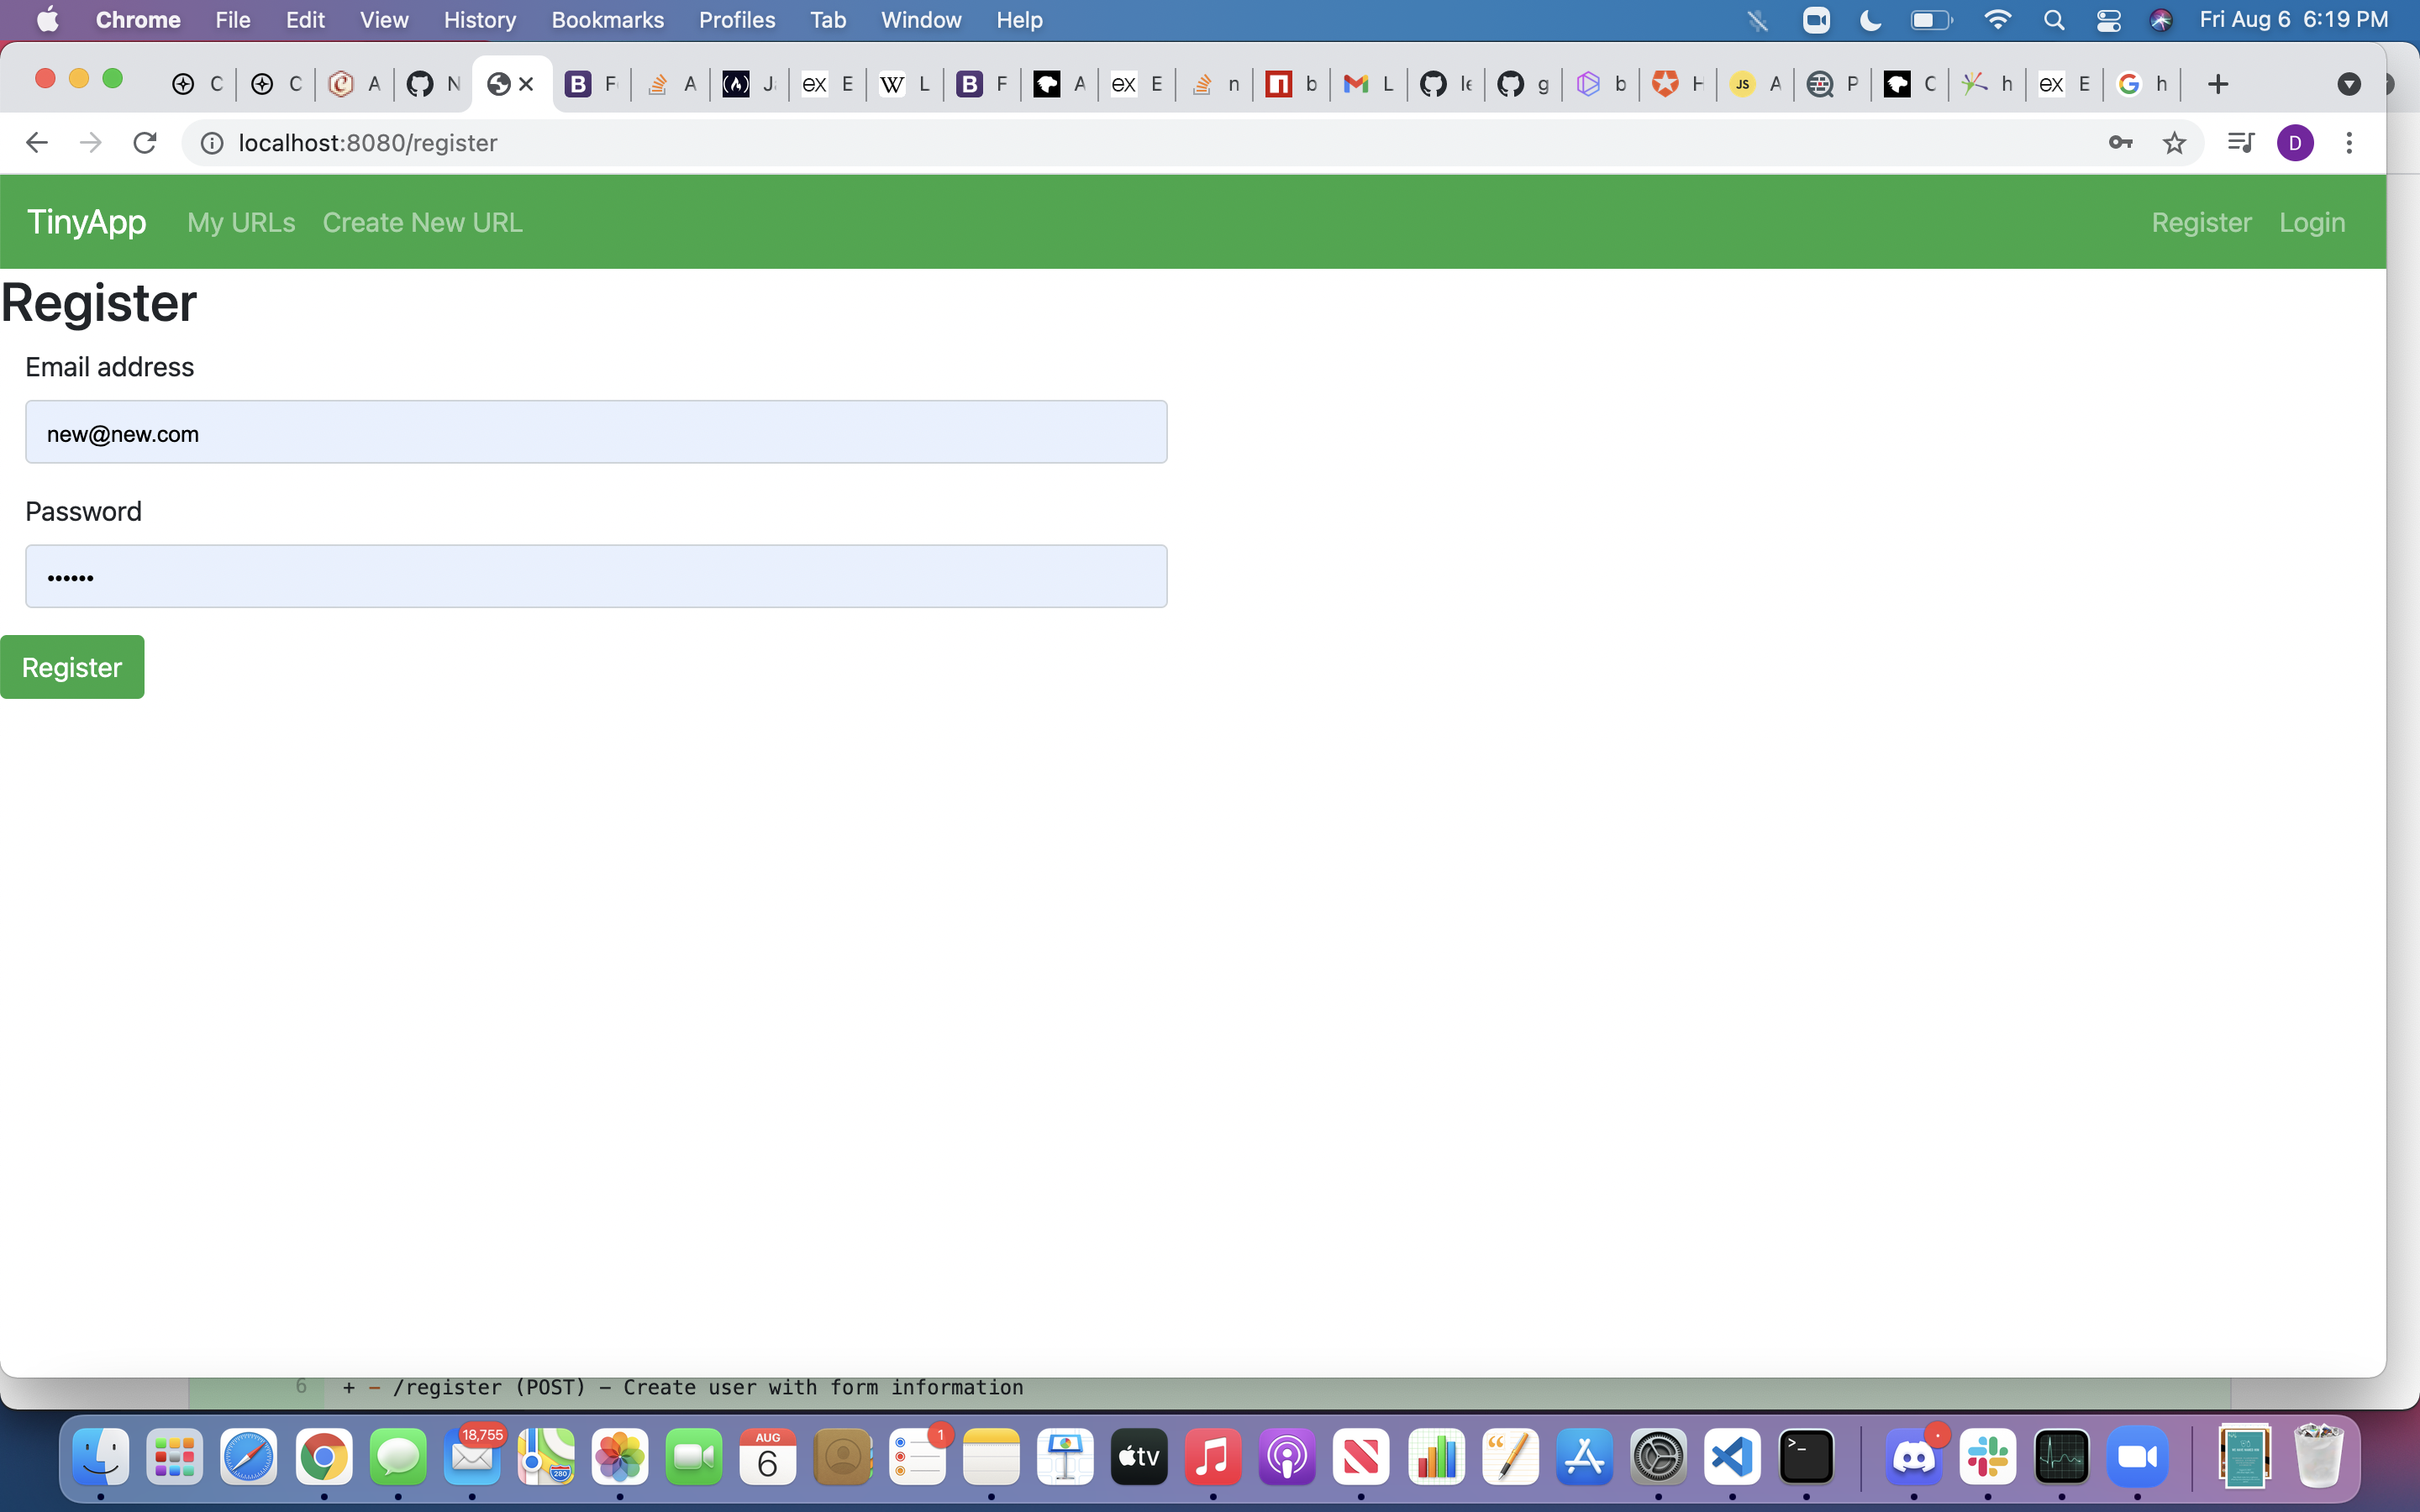 Chrome File Edit View History Bookmarks Profiles Tab Window Help Fri Aug 6 6:19 PM
C C A N F A J E L F A E n b L g b H A P C h E h
localhost:8080/register D
TinyApp My URLs Create New URL Register Login
Register
Email address
new@new.com
Password
••••••
Register
6 + - /register (POST) - Create user with form information
18,755 AUG 6 1 tv 280